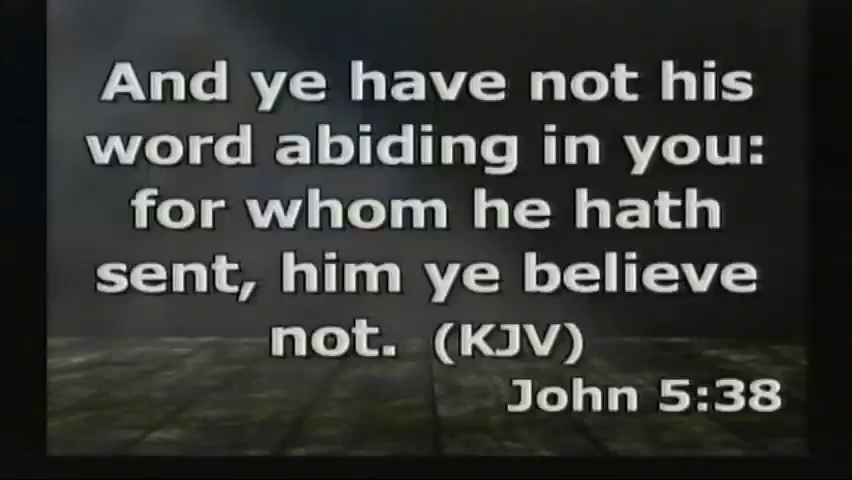 And ye have not his
word abiding in you:
for whom he hath
sent, him ye believe
not. (KJV)
John 5:38